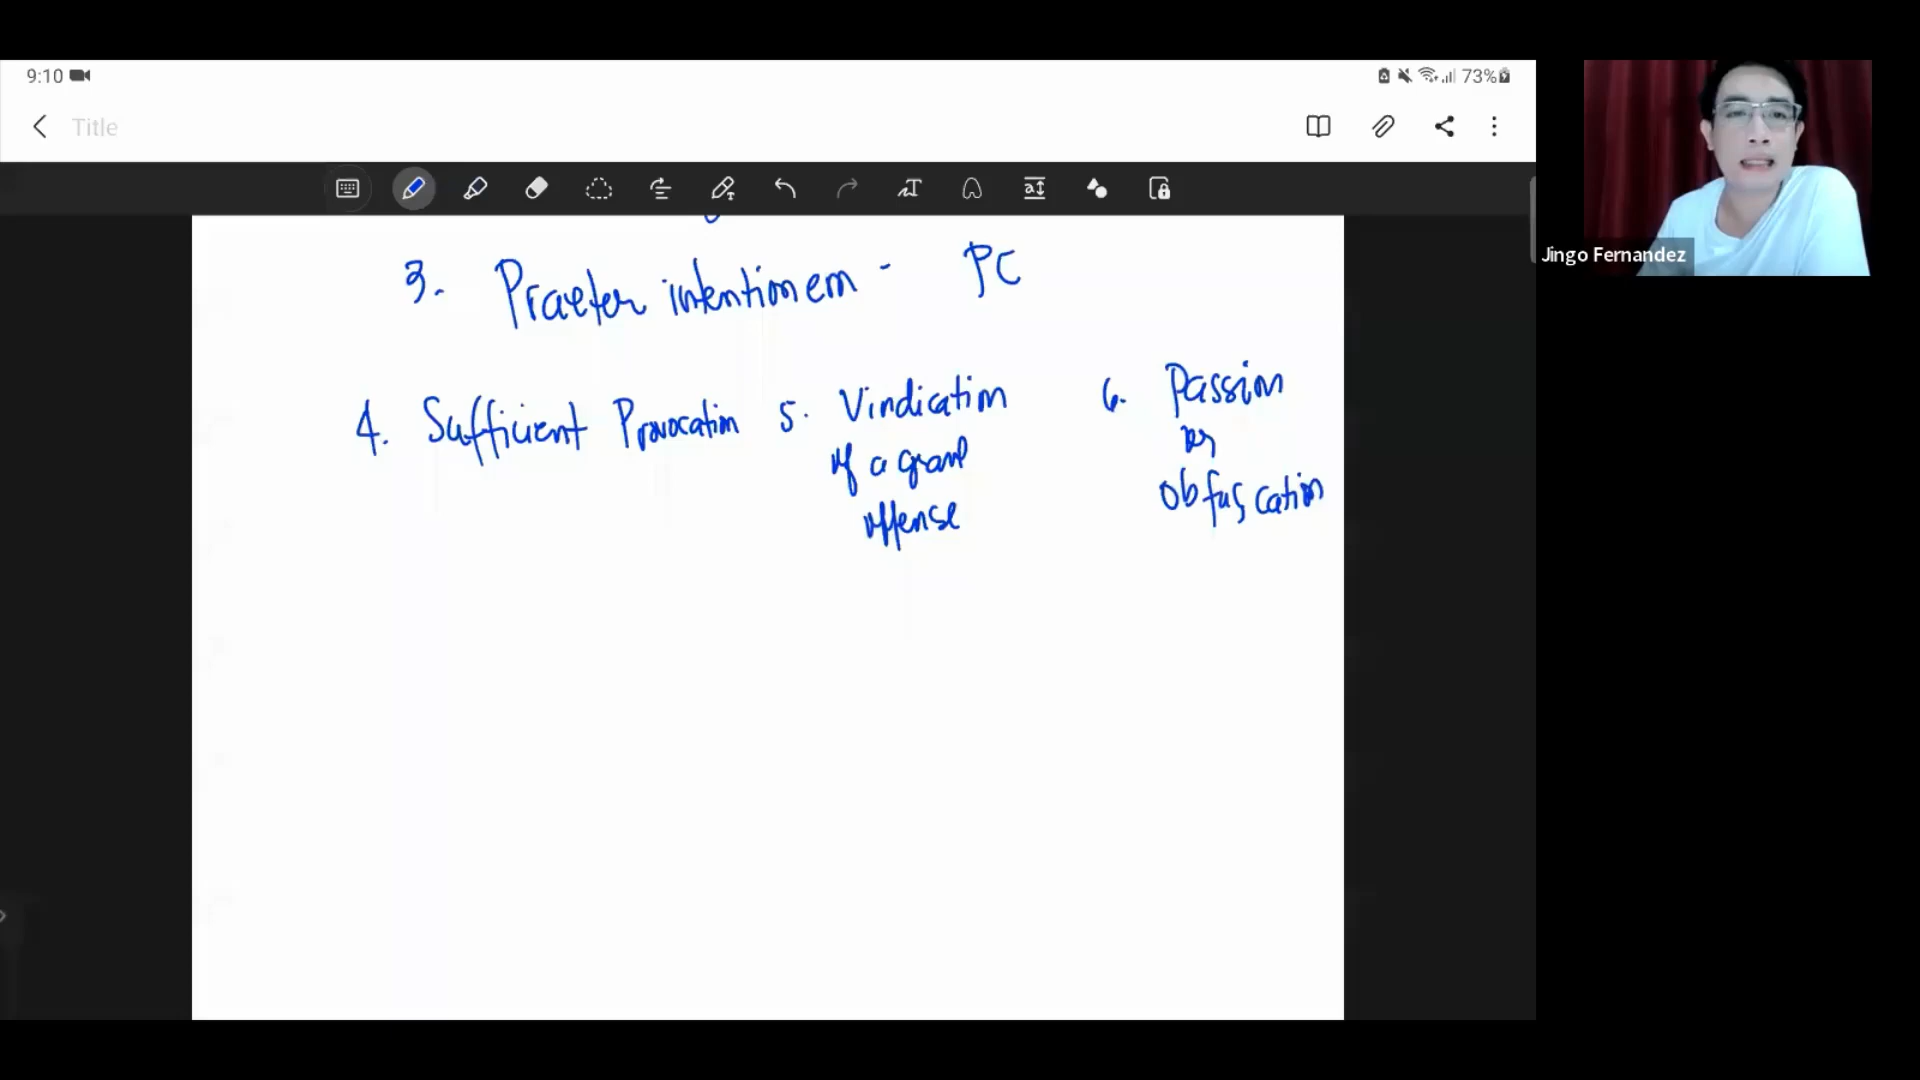 9:10
73%
Title
Jingo Fernandez
3. Praeter intentionem - PC
4. Sufficient Provocation 5. Vindication 6. Passion
of a grave or
offense obfuscation